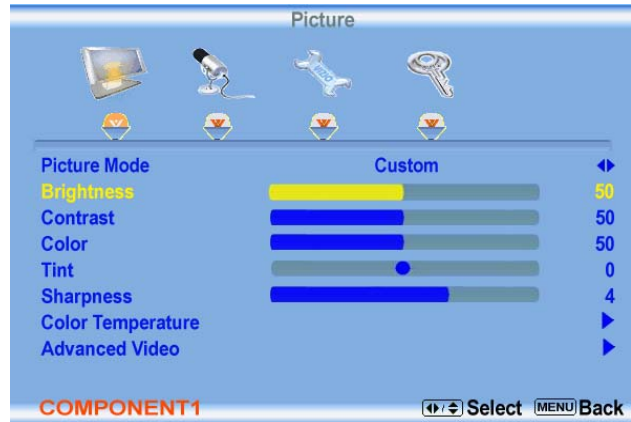 Picture
Picture Mode Custom
Brightness 50
Contrast 50
Color 50
Tint 0
Sharpness 4
Color Temperature
Advanced Video
COMPONENT1 Select MENU Back